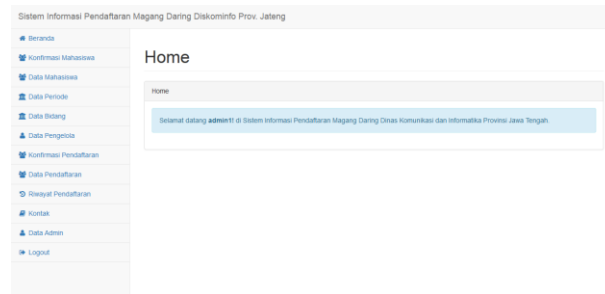 Sistem Informasi Pendaftaran Magang Daring Diskominfo Prov. Jateng
Beranda
Konfirmasi Mahasiswa
Data Mahasiswa
Data Periode
Data Bidang
Data Pengelola
Konfirmasi Pendaftaran
Data Pendaftaran
Riwayat Pendaftaran
Kontak
Data Admin
Logout
Home
Home
Selamat datang admin1! di Sistem Informasi Pendaftaran Magang Daring Dinas Komunikasi dan Informatika Provinsi Jawa Tengah.